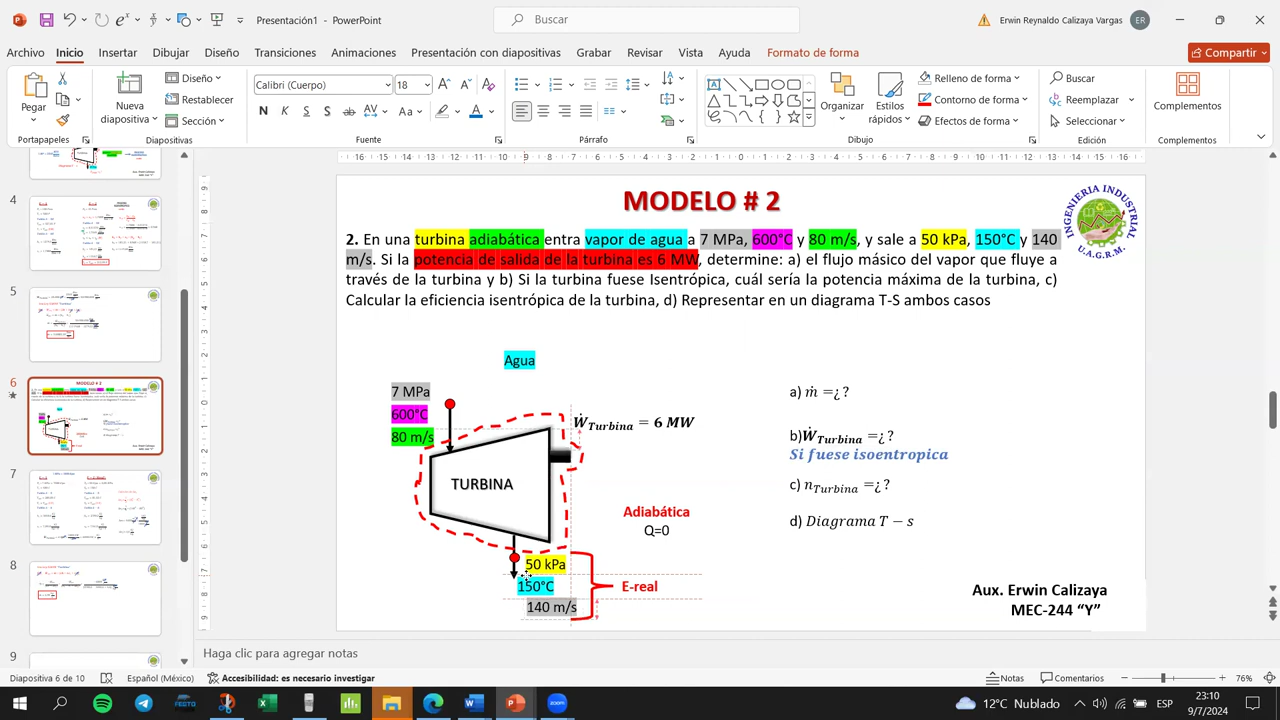 Presentación1 - PowerPoint
Buscar
Erwin Reynaldo Calizaya Vargas
ER
Archivo
Inicio
Insertar
Dibujar
Diseño
Transiciones
Animaciones
Presentación con diapositivas
Grabar
Revisar
Vista
Ayuda
Formato de forma
Compartir
Pegar
Portapapeles
Nueva
diapositiva
Diseño
Restablecer
Sección
Diapositivas
Calibri (Cuerpo)
18
Fuente
Párrafo
Organizar
Estilos
rápidos
Relleno de forma
Contorno de forma
Efectos de forma
Dibujo
Buscar
Reemplazar
Seleccionar
Edición
Complementos
Complementos
4
6
7
8
9
MODELO # 2
INGENIERIA INDUSTRIAL
U.A.G.R.M.
2. En una turbina adiabática entra vapor de agua a 7 MPa, 600°C y 80 m/s, y sale a 50 kPa, 150°C y 140
m/s. Si la potencia de salida de la turbina es 6 MW, determine: a) el flujo másico del vapor que fluye a
través de la turbina y b) Si la turbina fuese Isentrópica, cuál sería la potencia máxima de la turbina, c)
Calcular la eficiencia isentrópica de la turbina, d) Representar en un diagrama T-S ambos casos
Agua
7 MPa
600°C
80 m/s
Ẇ_Turbina = 6 MW
TURBINA
Adiabática
Q=0
50 kPa
150°C
140 m/s
E-real
a) ṁ =¿?
b)Ẇ_Turbina =¿?
Si fuese isoentropica
c) n_Turbina =¿?
d) Diagrama T − s
Aux. Erwin Calizaya
MEC-244 “Y”
Haga clic para agregar notas
Diapositiva 6 de 10
Español (México)
Accesibilidad: es necesario investigar
Notas
Comentarios
76%
12°C Nublado
ESP
23:10
9/7/2024